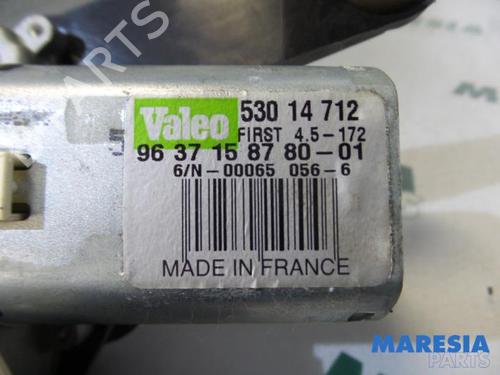 Valeo 530 14 712
FIRST 4.5-172
96 37 15 87 80-01
6/N-00065 056-6
MADE IN FRANCE
PARTS
MARESIA
PARTS